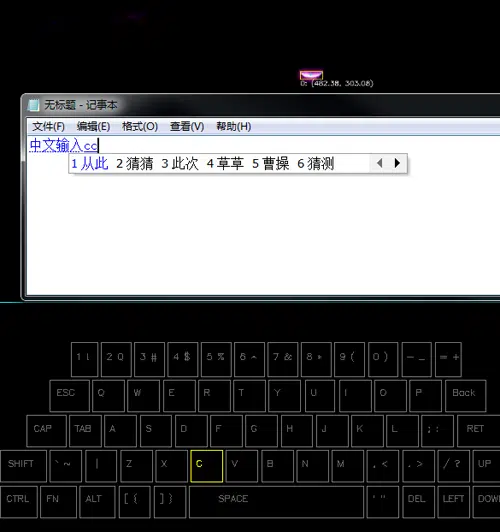 0: (482.38, 303.08)
无标题 - 记事本
文件(F) 编辑(E) 格式(O) 查看(V) 帮助(H)
中文输入cc
1从此 2猜猜 3此次 4草草 5曹操 6猜测
1 ! 2 @ 3 # 4 $ 5 % 6 ^ 7 & 8 * 9 ( 0 ) - _ = +
ESC Q W E R T Y U I O P Back
CAP TAB A S D F G H J K L ; : RET
SHIFT ` ~ \ | Z X C V B N M , < . > / ? UP
CTRL FN ALT [ { ] } SPACE ' " DEL LEFT DOW